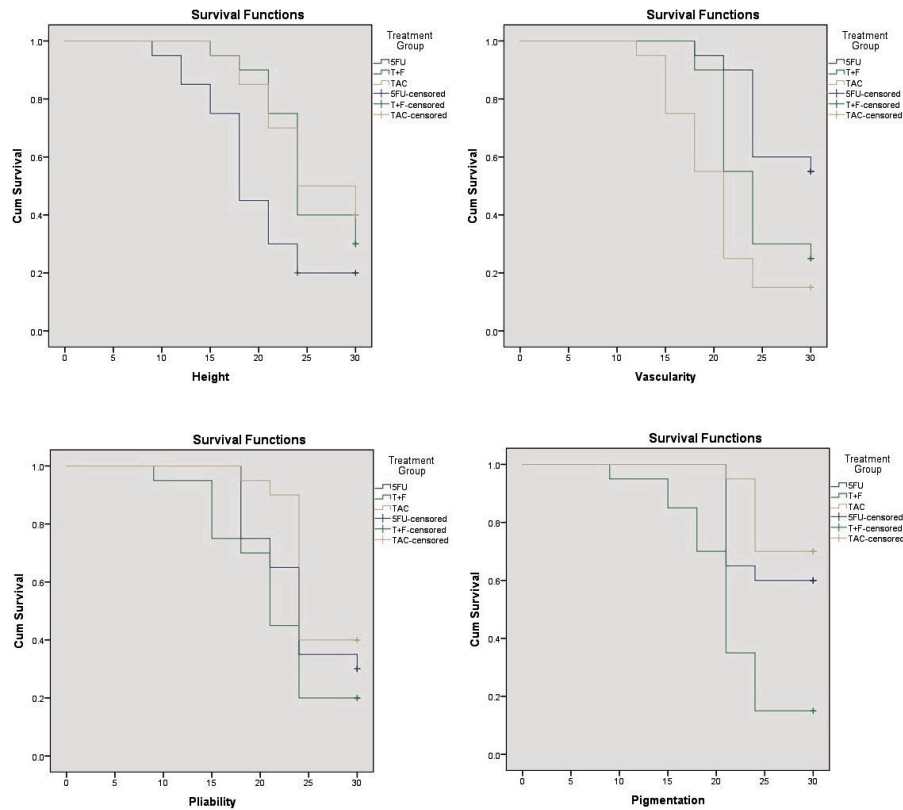 Survival Functions
Treatment
Group
5FU
T+F
TAC
5FU-censored
T+F-censored
TAC-censored
Cum Survival
1.0
0.8
0.6
0.4
0.2
0.0
0 5 10 15 20 25 30
Height
Survival Functions
Treatment
Group
5FU
T+F
TAC
5FU-censored
T+F-censored
TAC-censored
Cum Survival
1.0
0.8
0.6
0.4
0.2
0.0
0 5 10 15 20 25 30
Vascularity
Survival Functions
Treatment
Group
5FU
T+F
TAC
5FU-censored
T+F-censored
TAC-censored
Cum Survival
1.0
0.8
0.6
0.4
0.2
0.0
0 5 10 15 20 25 30
Pliability
Survival Functions
Treatment
Group
5FU
T+F
TAC
5FU-censored
T+F-censored
TAC-censored
Cum Survival
1.0
0.8
0.6
0.4
0.2
0.0
0 5 10 15 20 25 30
Pigmentation